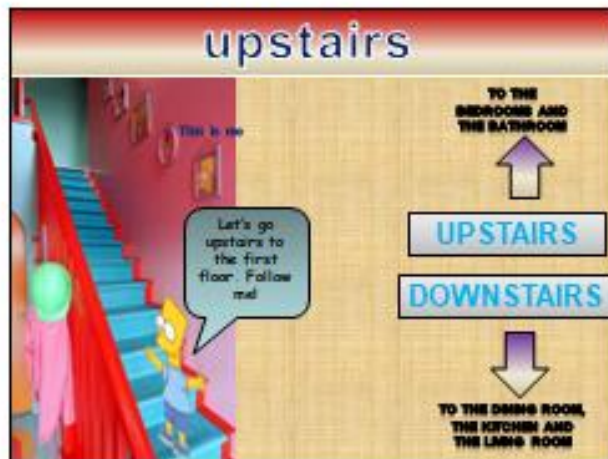 upstairs
This is me
Let's go
upstairs to
the first
floor. Follow
me!
TO THE
BEDROOMS AND
THE BATHROOM
UPSTAIRS
DOWNSTAIRS
TO THE DINING ROOM,
THE KITCHEN AND
THE LIVING ROOM